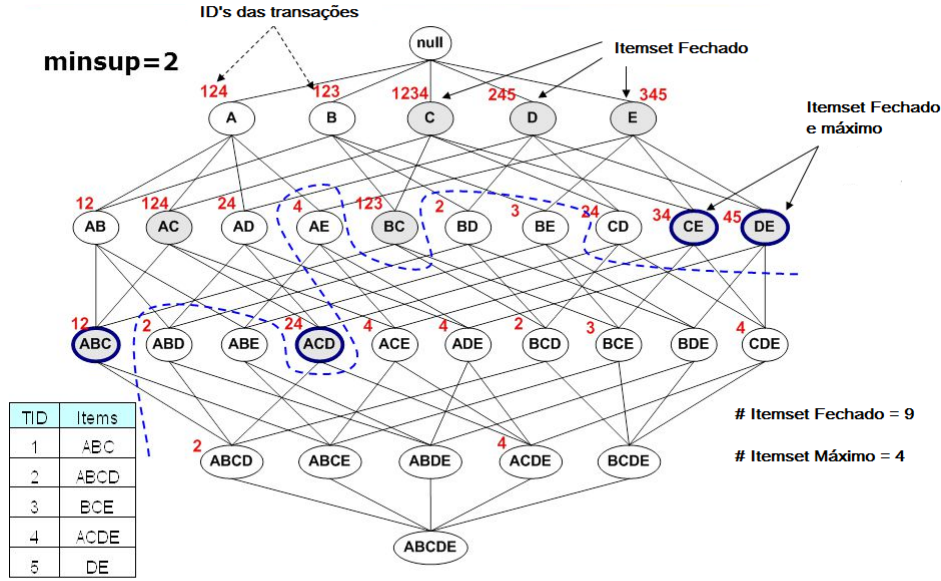 ID's das transações
minsup=2
null
Itemset Fechado
124
123
1234
245
345
A
B
C
D
E
Itemset Fechado
e máximo
12
124
24
4
123
2
3
24
34
45
AB
AC
AD
AE
BC
BD
BE
CD
CE
DE
12
2
24
4
4
2
3
4
ABC
ABD
ABE
ACD
ACE
ADE
BCD
BCE
BDE
CDE
TID Items
1 ABC
2 ABCD
3 BCE
4 ACDE
5 DE
# Itemset Fechado = 9
# Itemset Máximo = 4
2
4
ABCD
ABCE
ABDE
ACDE
BCDE
ABCDE